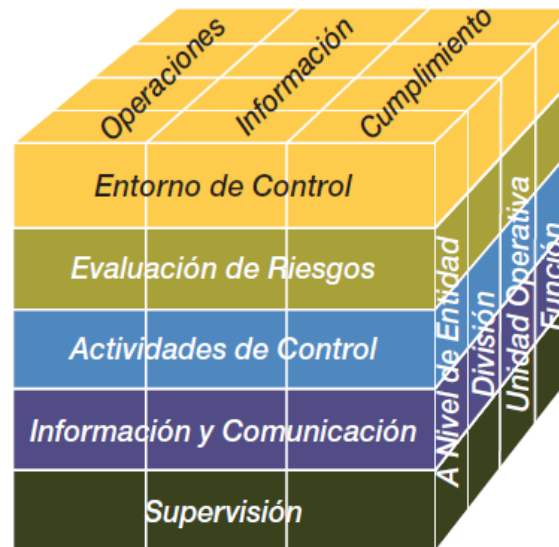 Operaciones
Información
Cumplimiento
Entorno de Control
Evaluación de Riesgos
Actividades de Control
Información y Comunicación
Supervisión
A Nivel de Entidad
División
Unidad Operativa
Función